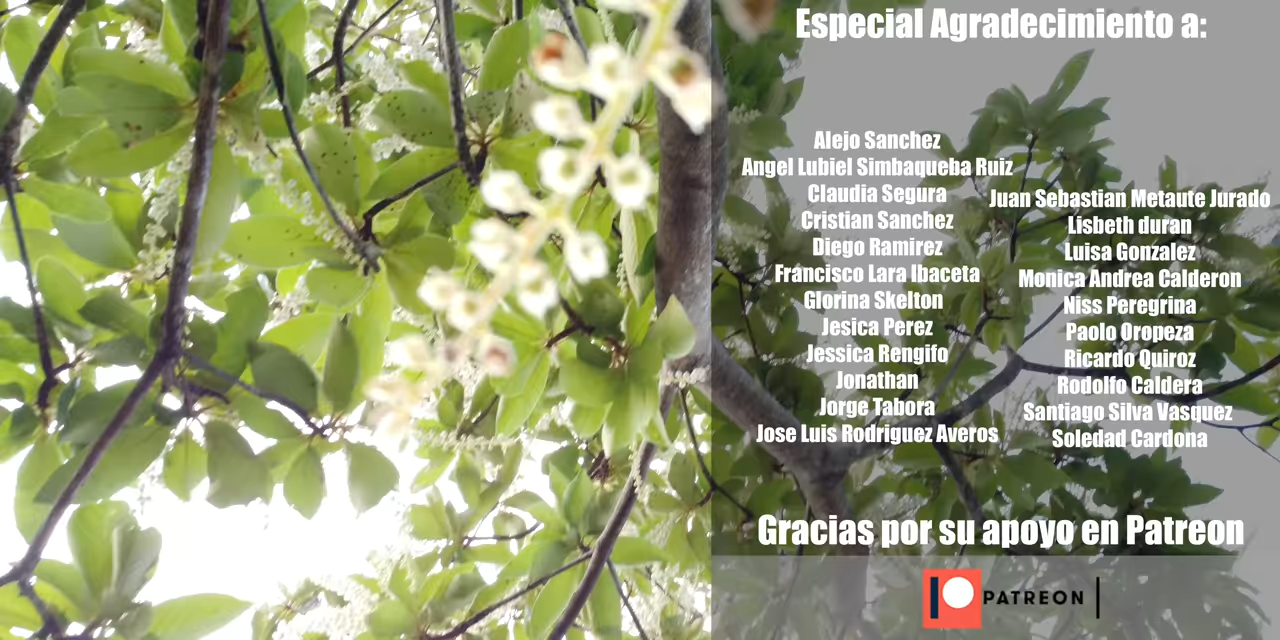 Especial Agradecimiento a:
Alejo Sanchez
Angel Lubiel Simbaqueba Ruiz
Claudia Segura
Cristian Sanchez
Diego Ramirez
Francisco Lara Ibaceta
Glorina Skelton
Jesica Perez
Jessica Rengifo
Jonathan
Jorge Tabora
Jose Luis Rodriguez Averos
Juan Sebastian Metaute Jurado
Lisbeth duran
Luisa Gonzalez
Monica Andrea Calderon
Niss Peregrina
Paolo Oropeza
Ricardo Quiroz
Rodolfo Caldera
Santiago Silva Vasquez
Soledad Cardona
Gracias por su apoyo en Patreon
PATREON